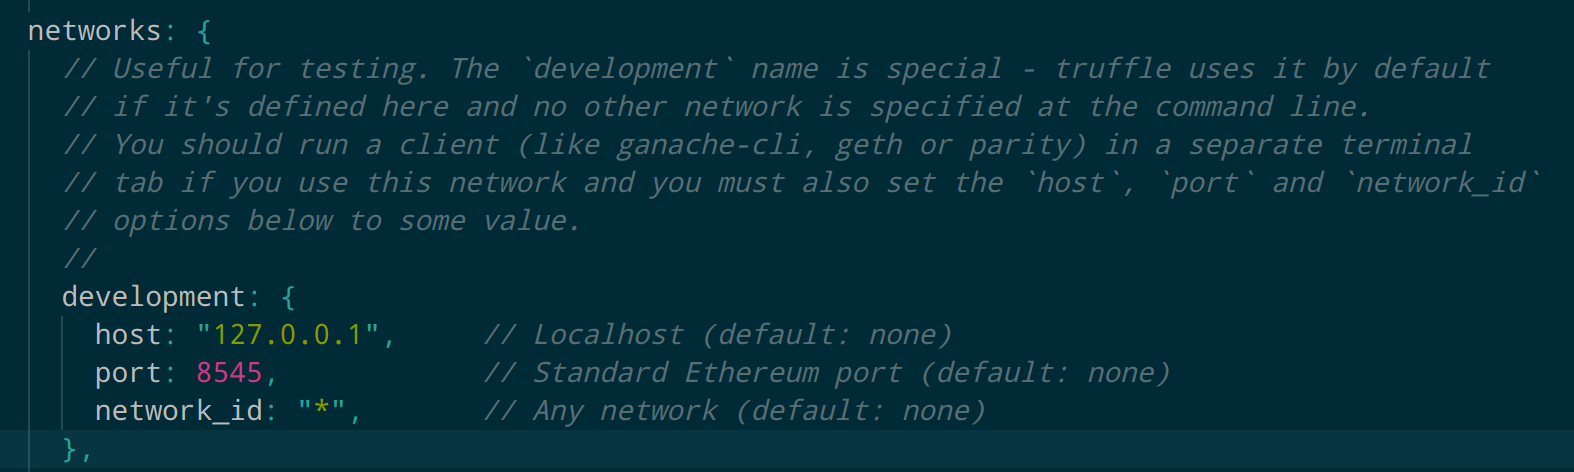 networks: {
// Useful for testing. The `development` name is special - truffle uses it by default
// if it's defined here and no other network is specified at the command line.
// You should run a client (like ganache-cli, geth or parity) in a separate terminal
// tab if you use this network and you must also set the `host`, `port` and `network_id`
// options below to some value.
//
development: {
host: "127.0.0.1",     // Localhost (default: none)
port: 8545,            // Standard Ethereum port (default: none)
network_id: "*",       // Any network (default: none)
},